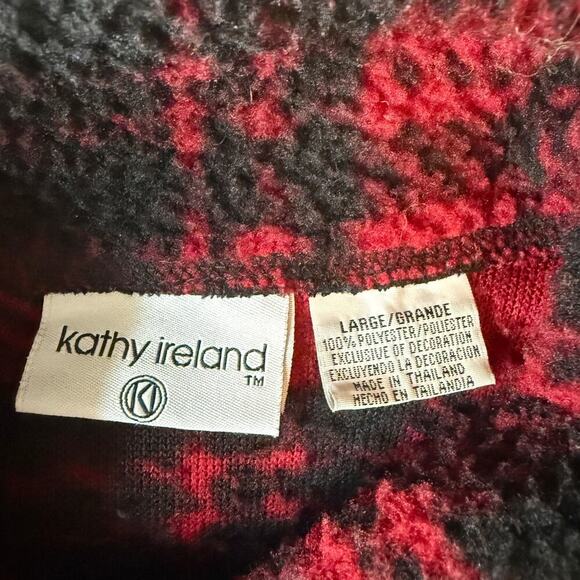 kathy ireland
TM
KI
LARGE/GRANDE
100% POLYESTER/POLIESTER
EXCLUSIVE OF DECORATION
EXCLUYENDO LA DECORACION
MADE IN THAILAND
HECHO EN TAILANDIA